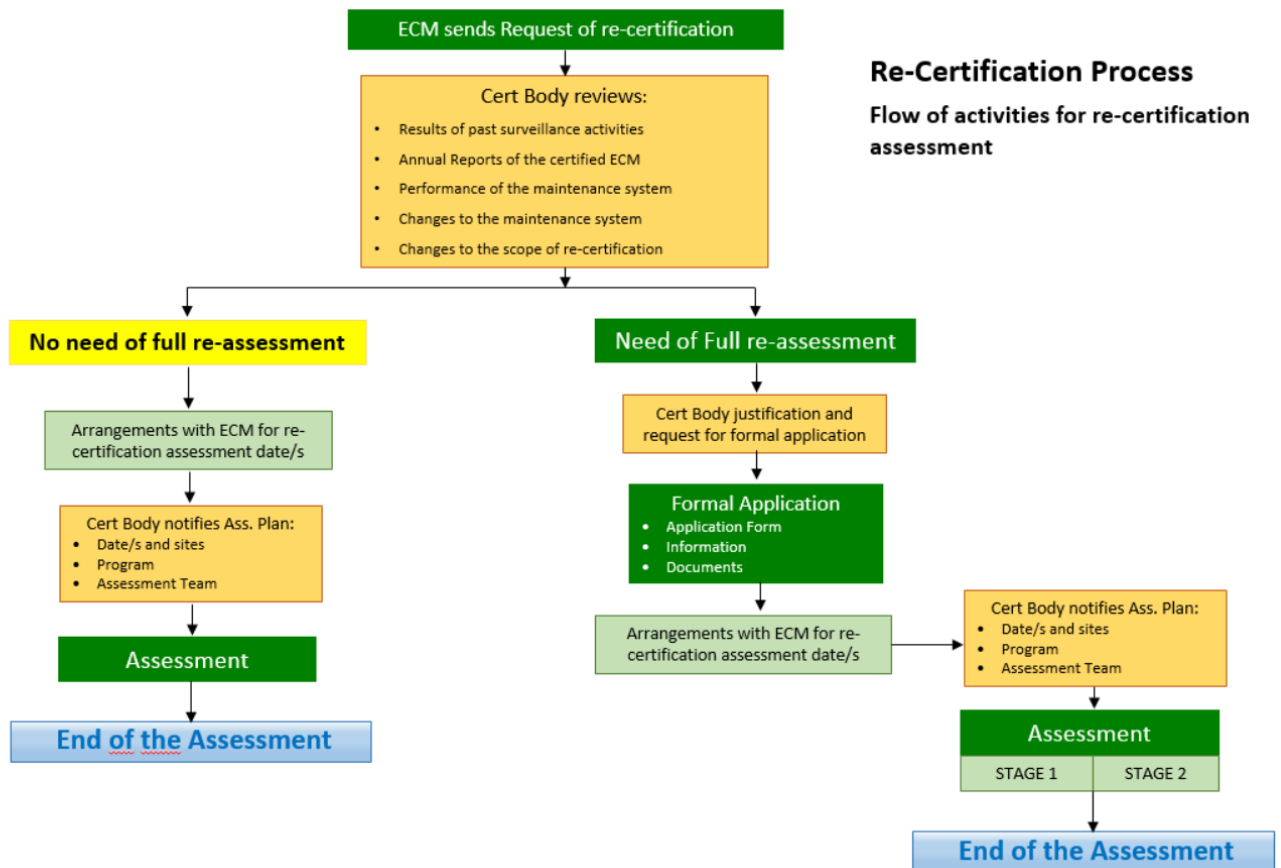 ECM sends Request of re-certification
Re-Certification Process
Flow of activities for re-certification
assessment
Cert Body reviews:
• Results of past surveillance activities
• Annual Reports of the certified ECM
• Performance of the maintenance system
• Changes to the maintenance system
• Changes to the scope of re-certification
No need of full re-assessment
Arrangements with ECM for re-
certification assessment date/s
Cert Body notifies Ass. Plan:
• Date/s and sites
• Program
• Assessment Team
Assessment
End of the Assessment
Need of Full re-assessment
Cert Body justification and
request for formal application
Formal Application
• Application Form
• Information
• Documents
Arrangements with ECM for re-
certification assessment date/s
Cert Body notifies Ass. Plan:
• Date/s and sites
• Program
• Assessment Team
Assessment
STAGE 1
STAGE 2
End of the Assessment